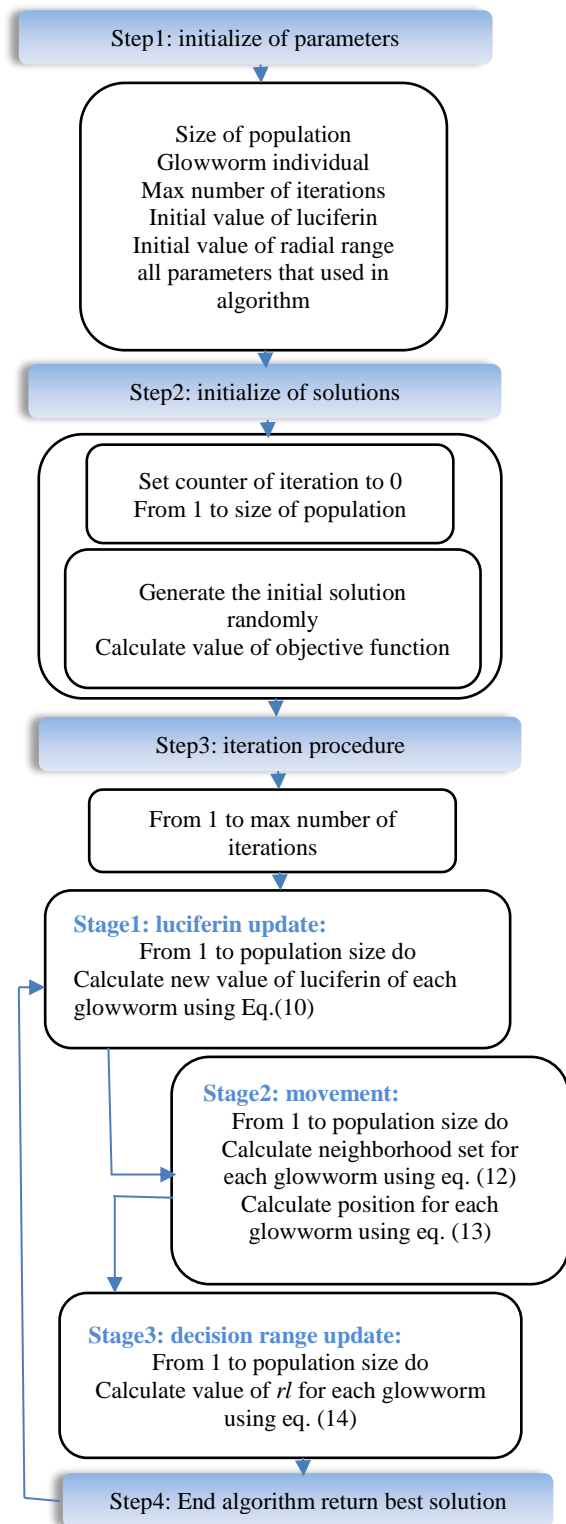 Step1: initialize of parameters
Size of population
Glowworm individual
Max number of iterations
Initial value of luciferin
Initial value of radial range
all parameters that used in
algorithm
Step2: initialize of solutions
Set counter of iteration to 0
From 1 to size of population
Generate the initial solution
randomly
Calculate value of objective function
Step3: iteration procedure
From 1 to max number of
iterations
Stage1: luciferin update:
From 1 to population size do
Calculate new value of luciferin of each
glowworm using Eq.(10)
Stage2: movement:
From 1 to population size do
Calculate neighborhood set for
each glowworm using eq. (12)
Calculate position for each
glowworm using eq. (13)
Stage3: decision range update:
From 1 to population size do
Calculate value of rl for each glowworm
using eq. (14)
Step4: End algorithm return best solution